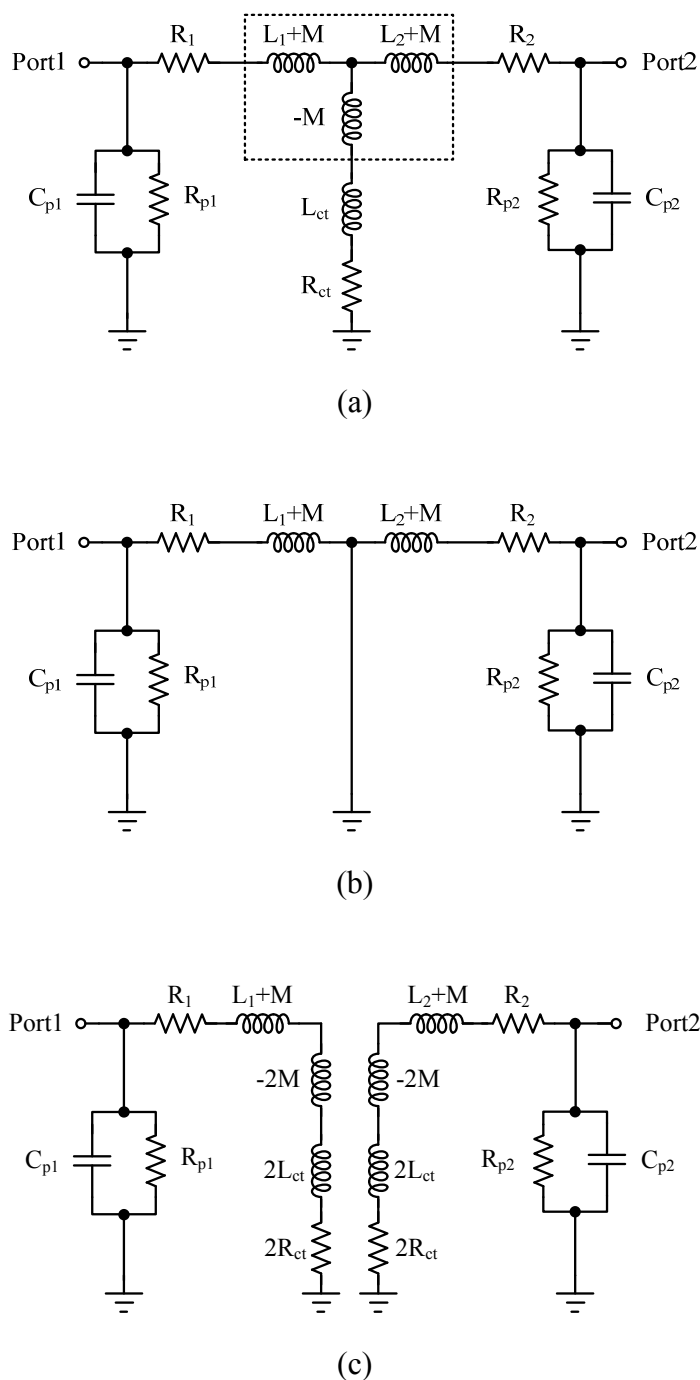 R1 L1+M L2+M R2
Port1 Port2
-M
Cp1 Rp1 Rp2 Cp2
Lct
Rct
(a)
R1 L1+M L2+M R2
Port1 Port2
Cp1 Rp1 Rp2 Cp2
(b)
R1 L1+M L2+M R2
Port1 Port2
-2M -2M
Cp1 Rp1 2Lct 2Lct Rp2 Cp2
2Rct 2Rct
(c)